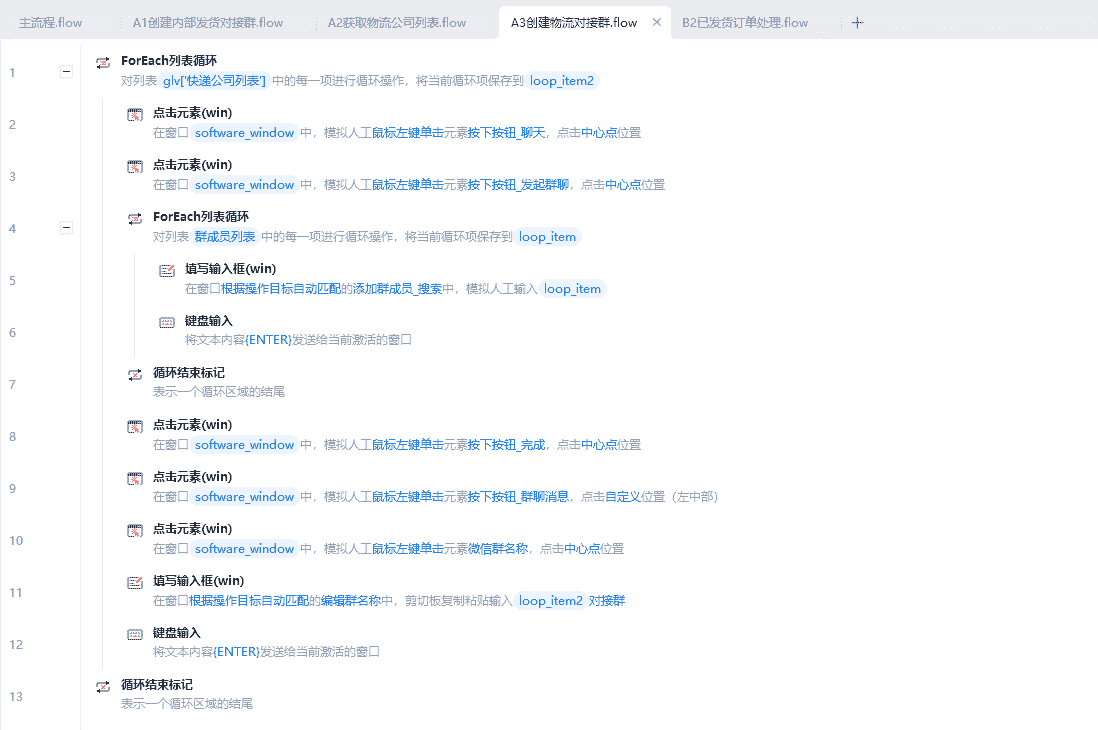 主流程.flow
A1创建内部发货对接群.flow
A2获取物流公司列表.flow
A3创建物流对接群.flow
B2已发货订单处理.flow
1
ForEach列表循环
对列表 glv['快递公司列表'] 中的每一项进行循环操作，将当前循环项保存到 loop_item2
2
点击元素(win)
在窗口 software_window 中，模拟人工鼠标左键单击元素按下按钮_聊天，点击中心点位置
3
点击元素(win)
在窗口 software_window 中，模拟人工鼠标左键单击元素按下按钮_发起群聊，点击中心点位置
4
ForEach列表循环
对列表 群成员列表 中的每一项进行循环操作，将当前循环项保存到 loop_item
5
填写输入框(win)
在窗口根据操作目标自动匹配的添加群成员_搜索中，模拟人工输入 loop_item
6
键盘输入
将文本内容{ENTER}发送给当前激活的窗口
7
循环结束标记
表示一个循环区域的结尾
8
点击元素(win)
在窗口 software_window 中，模拟人工鼠标左键单击元素按下按钮_完成，点击中心点位置
9
点击元素(win)
在窗口 software_window 中，模拟人工鼠标左键单击元素按下按钮_群聊消息，点击自定义位置（左中部）
10
点击元素(win)
在窗口 software_window 中，模拟人工鼠标左键单击元素微信群名称，点击中心点位置
11
填写输入框(win)
在窗口根据操作目标自动匹配的编辑群名称中，剪切板复制粘贴输入 loop_item2 对接群
12
键盘输入
将文本内容{ENTER}发送给当前激活的窗口
13
循环结束标记
表示一个循环区域的结尾